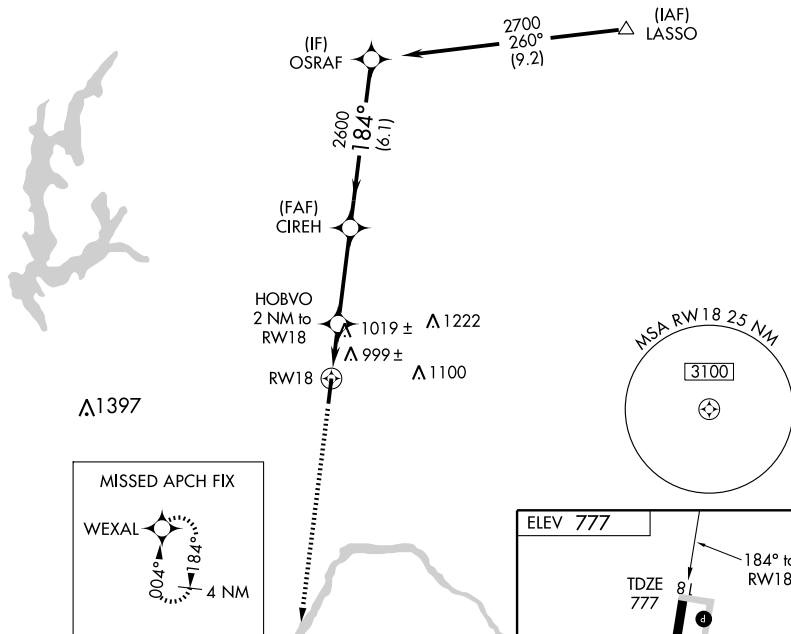 (IAF)
LASSO
2700
260°
(9.2)
(IF)
OSRAF
2600
184°
(6.1)
(FAF)
CIREH
HOBVO
2 NM to
RW18
1019 ±
1222
999 ±
RW18
1100
1397
MSA RW18 25 NM
3100
MISSED APCH FIX
WEXAL
004°
184°
4 NM
ELEV 777
184° to
RW18
TDZE
777
18
P